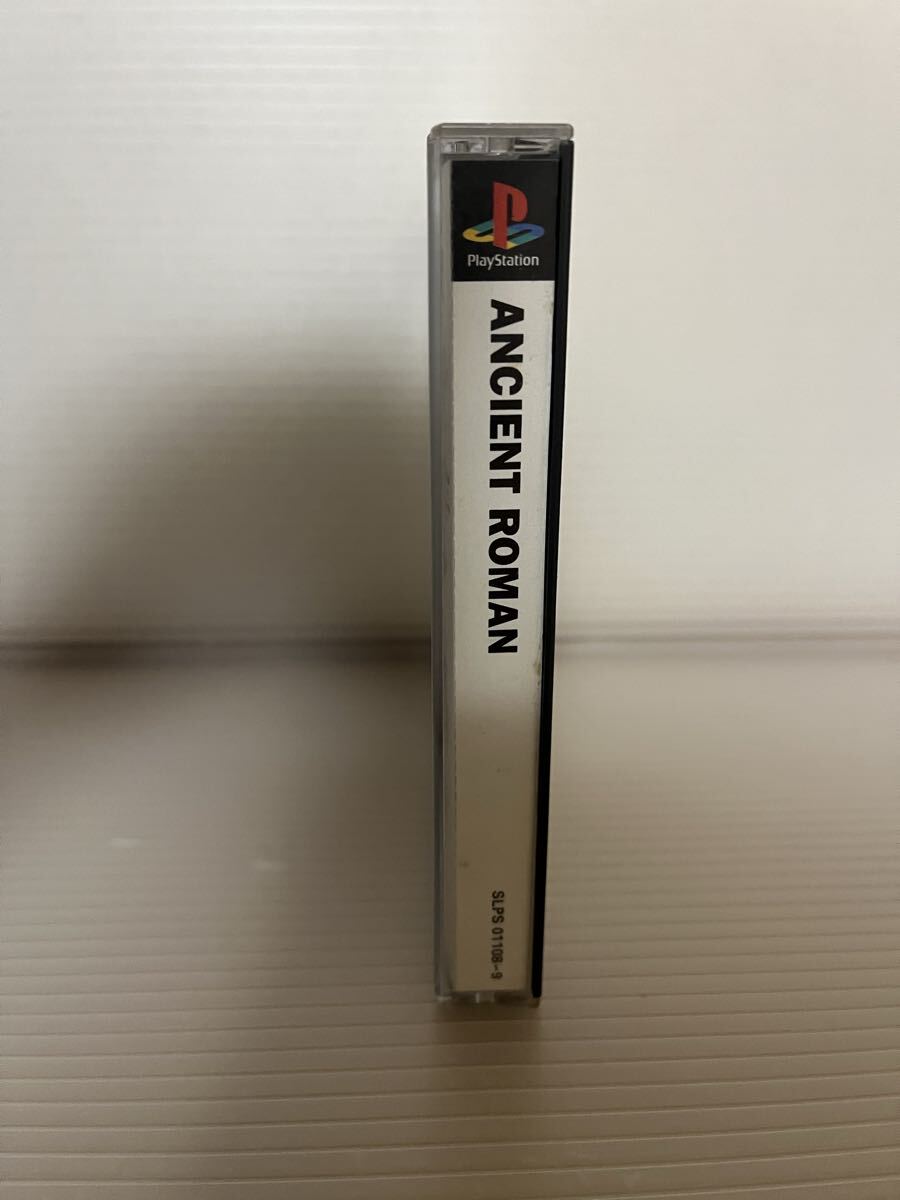 PlayStation
ANCIENT ROMAN
SLPS 01108~9